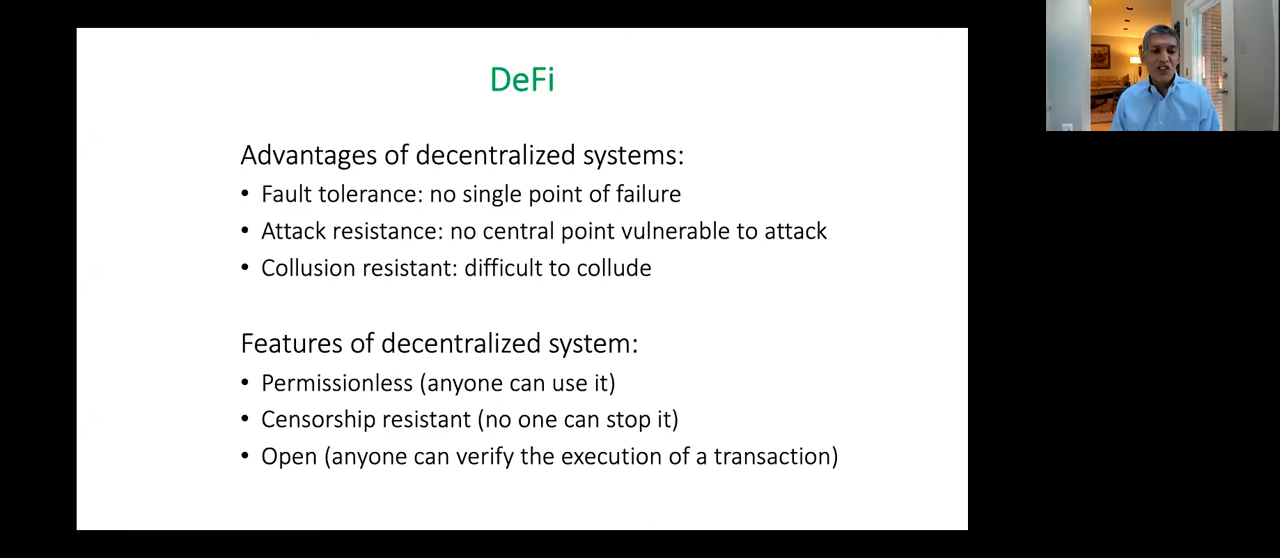 DeFi
Advantages of decentralized systems:
• Fault tolerance: no single point of failure
• Attack resistance: no central point vulnerable to attack
• Collusion resistant: difficult to collude
Features of decentralized system:
• Permissionless (anyone can use it)
• Censorship resistant (no one can stop it)
• Open (anyone can verify the execution of a transaction)